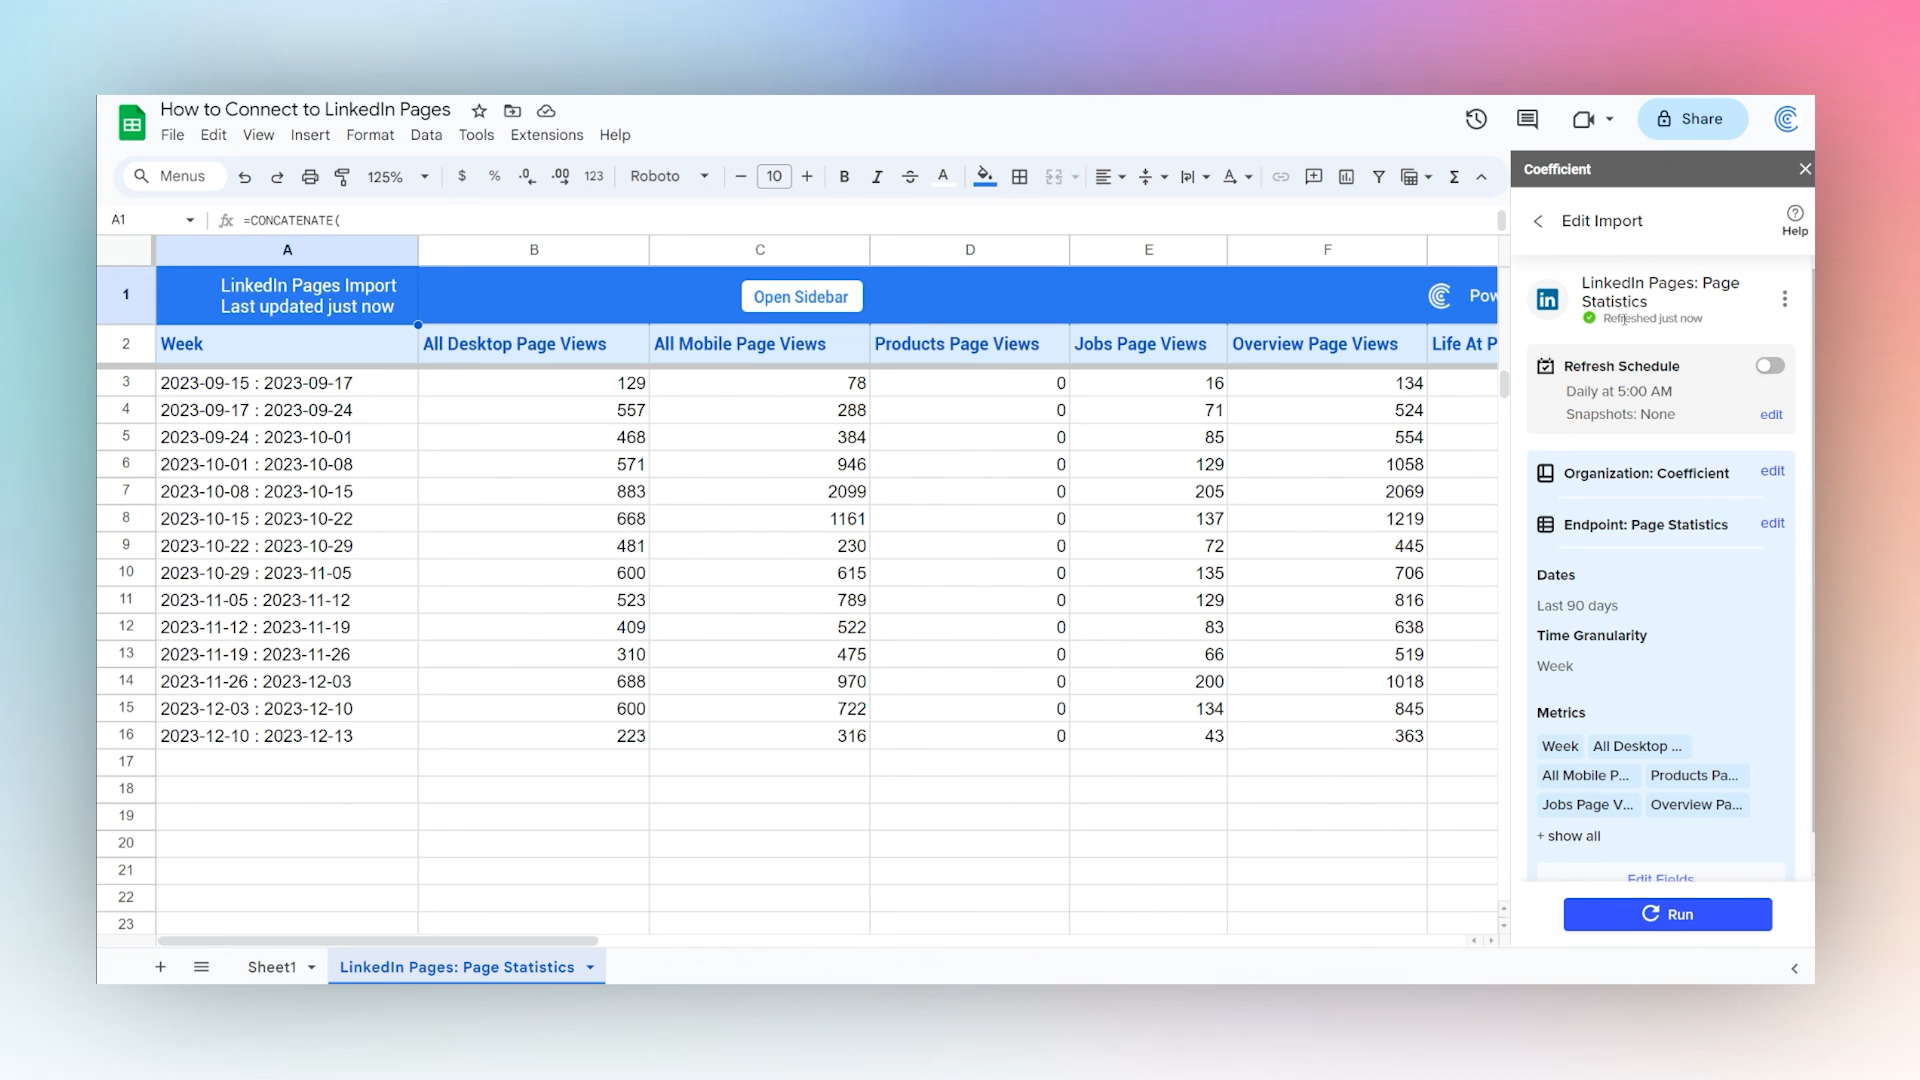 How to Connect to LinkedIn Pages
File Edit View Insert Format Data Tools Extensions Help
Share
Menus 125% $ % .0 .00 123 Roboto 10 B I A Σ
A1 fx =CONCATENATE(
A B C D E F
1 LinkedIn Pages Import
Last updated just now
Open Sidebar
2 Week All Desktop Page Views All Mobile Page Views Products Page Views Jobs Page Views Overview Page Views
3 2023-09-15 : 2023-09-17 129 78 0 16 134
4 2023-09-17 : 2023-09-24 557 288 0 71 524
5 2023-09-24 : 2023-10-01 468 384 0 85 554
6 2023-10-01 : 2023-10-08 571 946 0 129 1058
7 2023-10-08 : 2023-10-15 883 2099 0 205 2069
8 2023-10-15 : 2023-10-22 668 1161 0 137 1219
9 2023-10-22 : 2023-10-29 481 230 0 72 445
10 2023-10-29 : 2023-11-05 600 615 0 135 706
11 2023-11-05 : 2023-11-12 523 789 0 129 816
12 2023-11-12 : 2023-11-19 409 522 0 83 638
13 2023-11-19 : 2023-11-26 310 475 0 66 519
14 2023-11-26 : 2023-12-03 688 970 0 200 1018
15 2023-12-03 : 2023-12-10 600 722 0 134 845
16 2023-12-10 : 2023-12-13 223 316 0 43 363
17
18
19
20
21
22
23
Sheet1 LinkedIn Pages: Page Statistics
Coefficient
Edit Import
Help
in LinkedIn Pages: Page
Statistics
Refreshed just now
Refresh Schedule
Daily at 5:00 AM
Snapshots: None edit
Organization: Coefficient edit
Endpoint: Page Statistics edit
Dates
Last 90 days
Time Granularity
Week
Metrics
Week All Desktop ...
All Mobile P... Products Pa...
Jobs Page V... Overview Pa...
+ show all
Edit Fields
Run